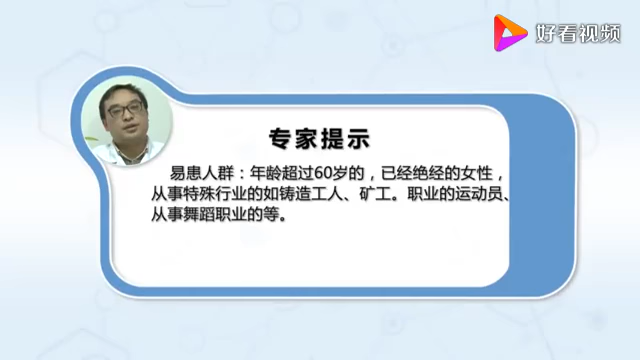 好看视频
专家提示
易患人群：年龄超过60岁的，已经绝经的女性，
从事特殊行业的如铸造工人、矿工。职业的运动员、
从事舞蹈职业的等。